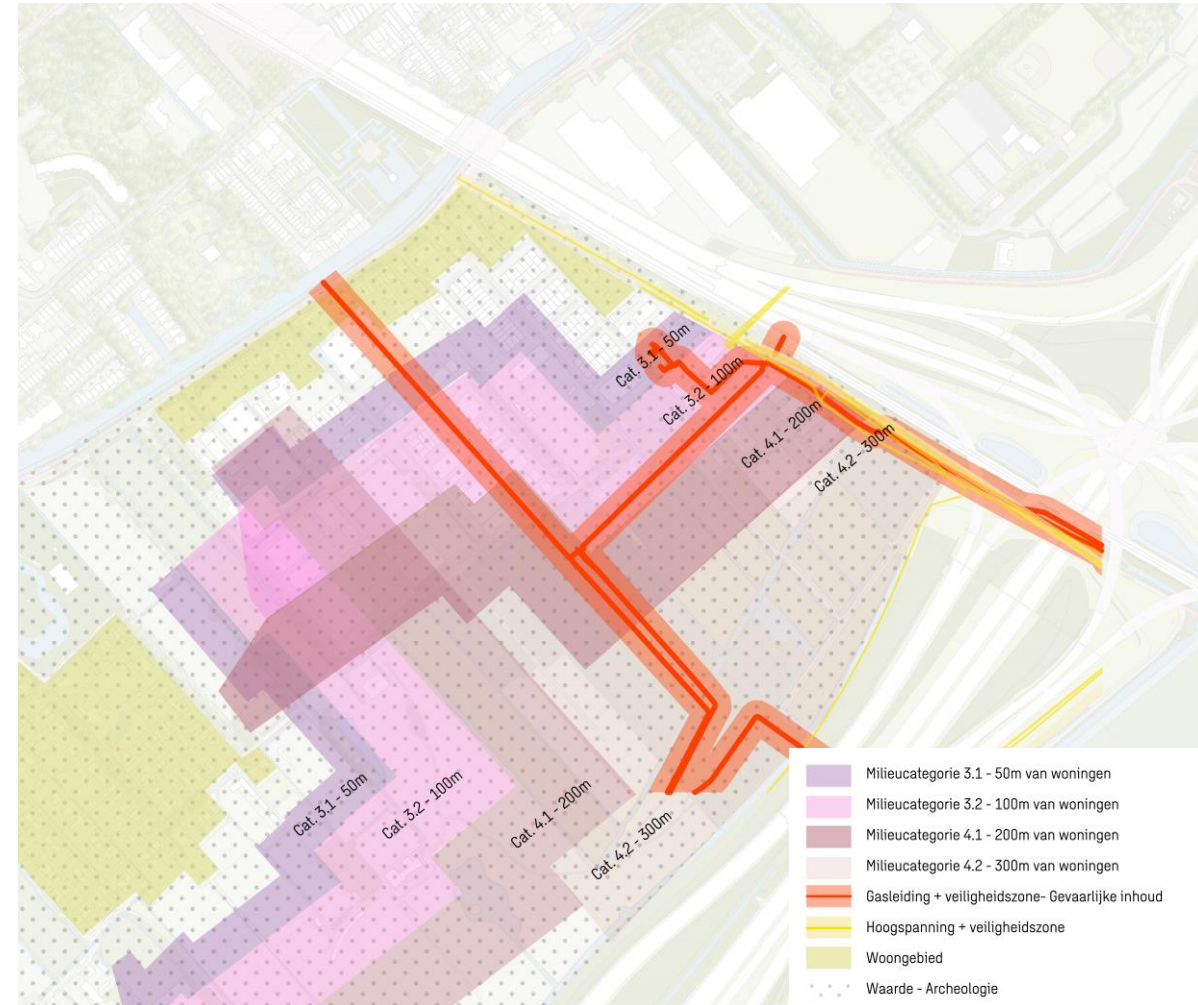 Cat. 3.1 - 50m
Cat. 3.2 - 100m
Cat. 4.1 - 200m
Cat. 4.2 - 300m
Cat. 3.1 - 50m
Cat. 3.2 - 100m
Cat. 4.1 - 200m
Cat. 4.2 - 300m
Milieucategorie 3.1 - 50m van woningen
Milieucategorie 3.2 - 100m van woningen
Milieucategorie 4.1 - 200m van woningen
Milieucategorie 4.2 - 300m van woningen
Gasleiding + veiligheidszone- Gevaarlijke inhoud
Hoogspanning + veiligheidszone
Woongebied
Waarde - Archeologie